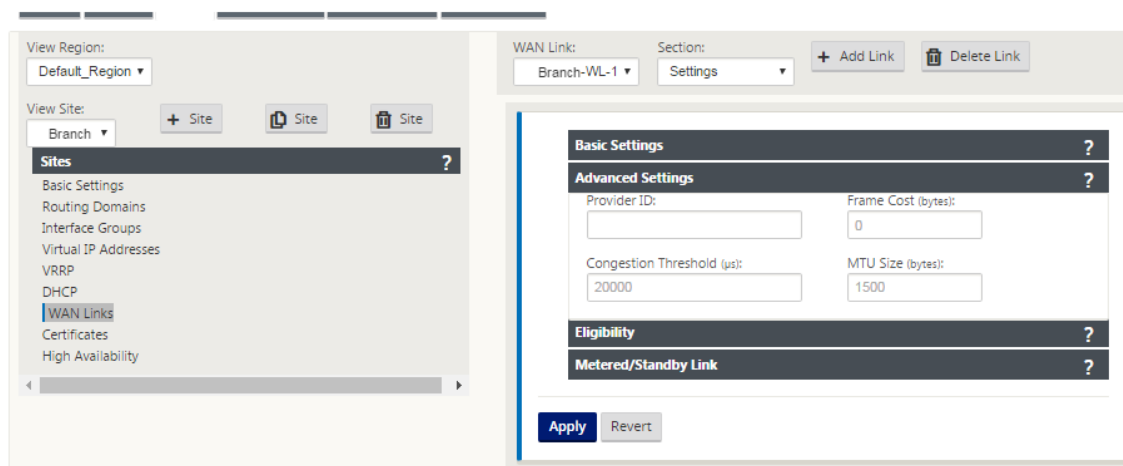 View Region:
Default_Region
View Site:
Branch
+ Site
Site
Site
Sites ?
Basic Settings
Routing Domains
Interface Groups
Virtual IP Addresses
VRRP
DHCP
WAN Links
Certificates
High Availability
WAN Link: Section:
Branch-WL-1 Settings + Add Link Delete Link
Basic Settings ?
Advanced Settings ?
Provider ID: Frame Cost (bytes):
0
Congestion Threshold (µs): MTU Size (bytes):
20000 1500
Eligibility ?
Metered/Standby Link ?
Apply Revert